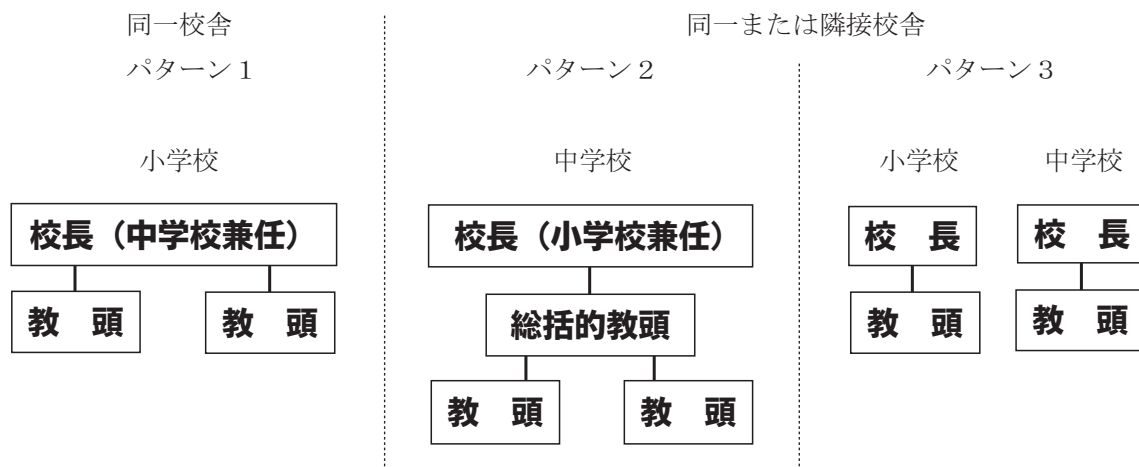 同一校舎
同一または隣接校舎
パターン１
パターン２
パターン３
小学校
中学校
小学校
中学校
校長（中学校兼任）
校長（小学校兼任）
校　長
校　長
教　頭
教　頭
総括的教頭
教　頭
教　頭
教　頭
教　頭